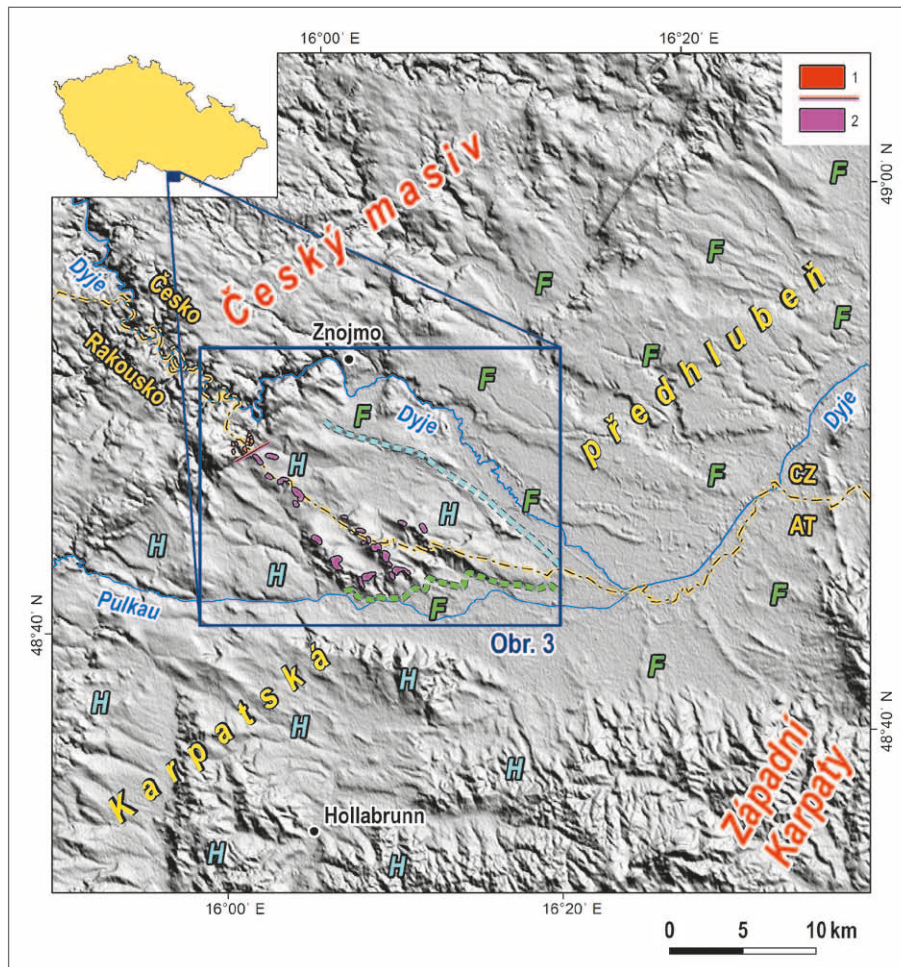 16°00´ E
16°20´ E
1
2
49°00´ N
Český masiv
F
F
F
Dyje
Česko
Rakousko
předhlubeň
Znojmo
F
F
F
Dyje
F
Dyje
H
F
CZ
F
H
AT
H
H
F
Pulkau
F
48°40´ N
Obr. 3
F
H
H
H
48°40´ N
H
Karpatská
Západní
Karpaty
Hollabrunn
H
H
16°00´ E
16°20´ E
0 5 10 km